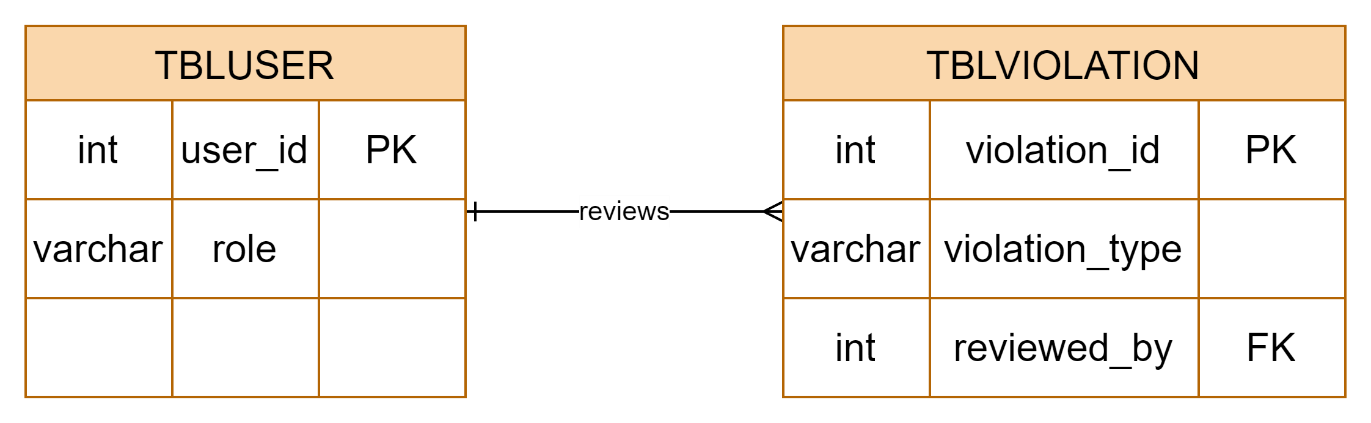 TBLUSER
int user_id PK
varchar role
reviews
TBLVIOLATION
int violation_id PK
varchar violation_type
int reviewed_by FK